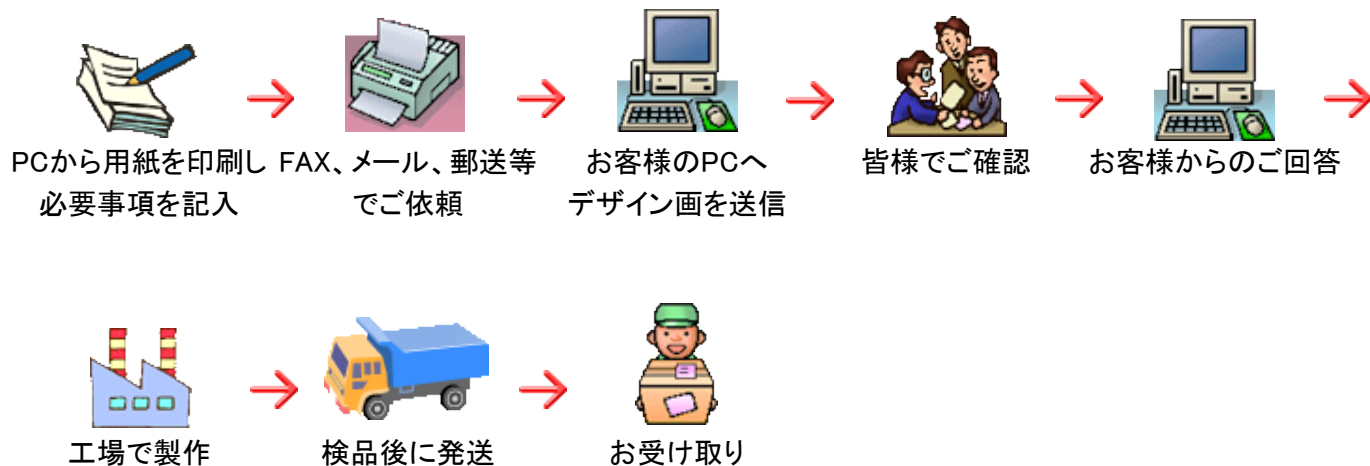 PCから用紙を印刷し
必要事項を記入
FAX、メール、郵送等
でご依頼
お客様のPCへ
デザイン画を送信
皆様でご確認
お客様からのご回答
工場で製作
検品後に発送
お受け取り